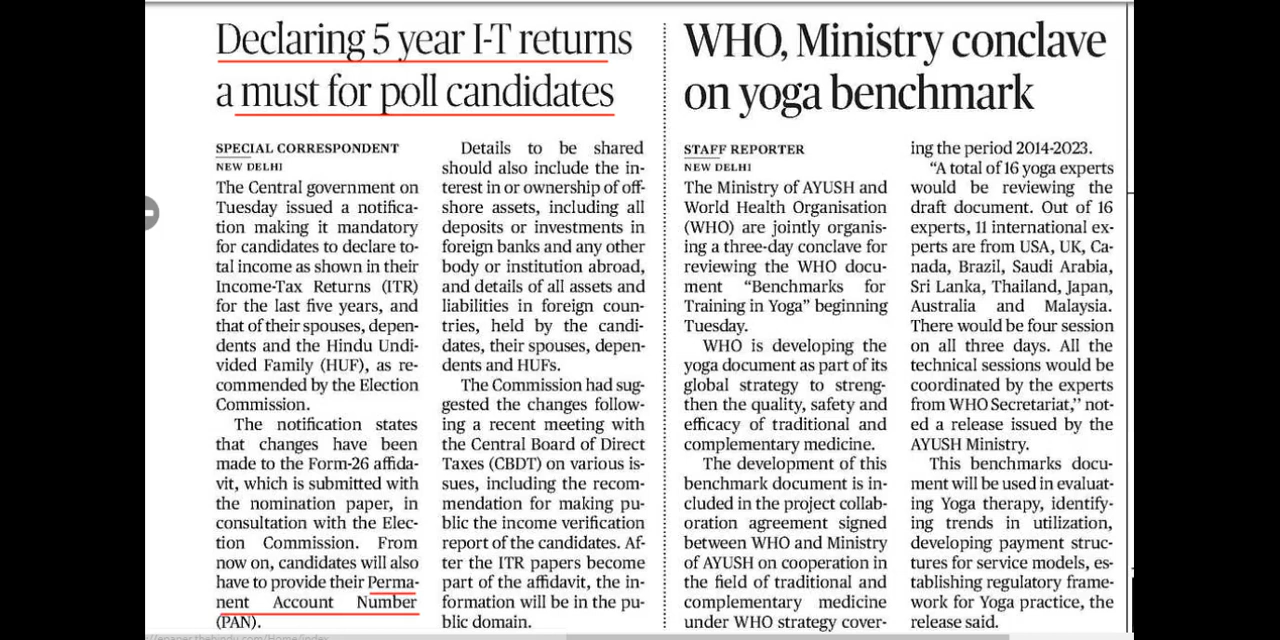 Declaring 5 year I-T returns
a must for poll candidates
SPECIAL CORRESPONDENT
NEW DELHI
The Central government on
Tuesday issued a notifica-
tion making it mandatory
for candidates to declare to-
tal income as shown in their
Income-Tax Returns (ITR)
for the last five years, and
that of their spouses, depen-
dents and the Hindu Undi-
vided Family (HUF), as re-
commended by the Election
Commission.
The notification states
that changes have been
made to the Form-26 affida-
vit, which is submitted with
the nomination paper, in
consultation with the Elec-
tion Commission. From
now on, candidates will also
have to provide their Perma-
nent Account Number
(PAN).
Details to be shared
should also include the in-
terest in or ownership of off-
shore assets, including all
deposits or investments in
foreign banks and any other
body or institution abroad,
and details of all assets and
liabilities in foreign coun-
tries, held by the candi-
dates, their spouses, depen-
dents and HUFs.
The Commission had sug-
gested the changes follow-
ing a recent meeting with
the Central Board of Direct
Taxes (CBDT) on various is-
sues, including the recom-
mendation for making pu-
blic the income verification
report of the candidates. Af-
ter the ITR papers become
part of the affidavit, the in-
formation will be in the pu-
blic domain.
WHO, Ministry conclave
on yoga benchmark
STAFF REPORTER
NEW DELHI
The Ministry of AYUSH and
World Health Organisation
(WHO) are jointly organis-
ing a three-day conclave for
reviewing the WHO docu-
ment “Benchmarks for
Training in Yoga” beginning
Tuesday.
WHO is developing the
yoga document as part of its
global strategy to streng-
then the quality, safety and
efficacy of traditional and
complementary medicine.
The development of this
benchmark document is in-
cluded in the project collab-
oration agreement signed
between WHO and Ministry
of AYUSH on cooperation in
the field of traditional and
complementary medicine
under WHO strategy cover-
ing the period 2014-2023.
“A total of 16 yoga experts
would be reviewing the
draft document. Out of 16
experts, 11 international ex-
perts are from USA, UK, Ca-
nada, Brazil, Saudi Arabia,
Sri Lanka, Thailand, Japan,
Australia and Malaysia.
There would be four session
on all three days. All the
technical sessions would be
coordinated by the experts
from WHO Secretariat,” not-
ed a release issued by the
AYUSH Ministry.
This benchmarks docu-
ment will be used in evaluat-
ing Yoga therapy, identify-
ing trends in utilization,
developing payment struc-
tures for service models, es-
tablishing regulatory frame-
work for Yoga practice, the
release said.
//epaper.thehindu.com/Home/index